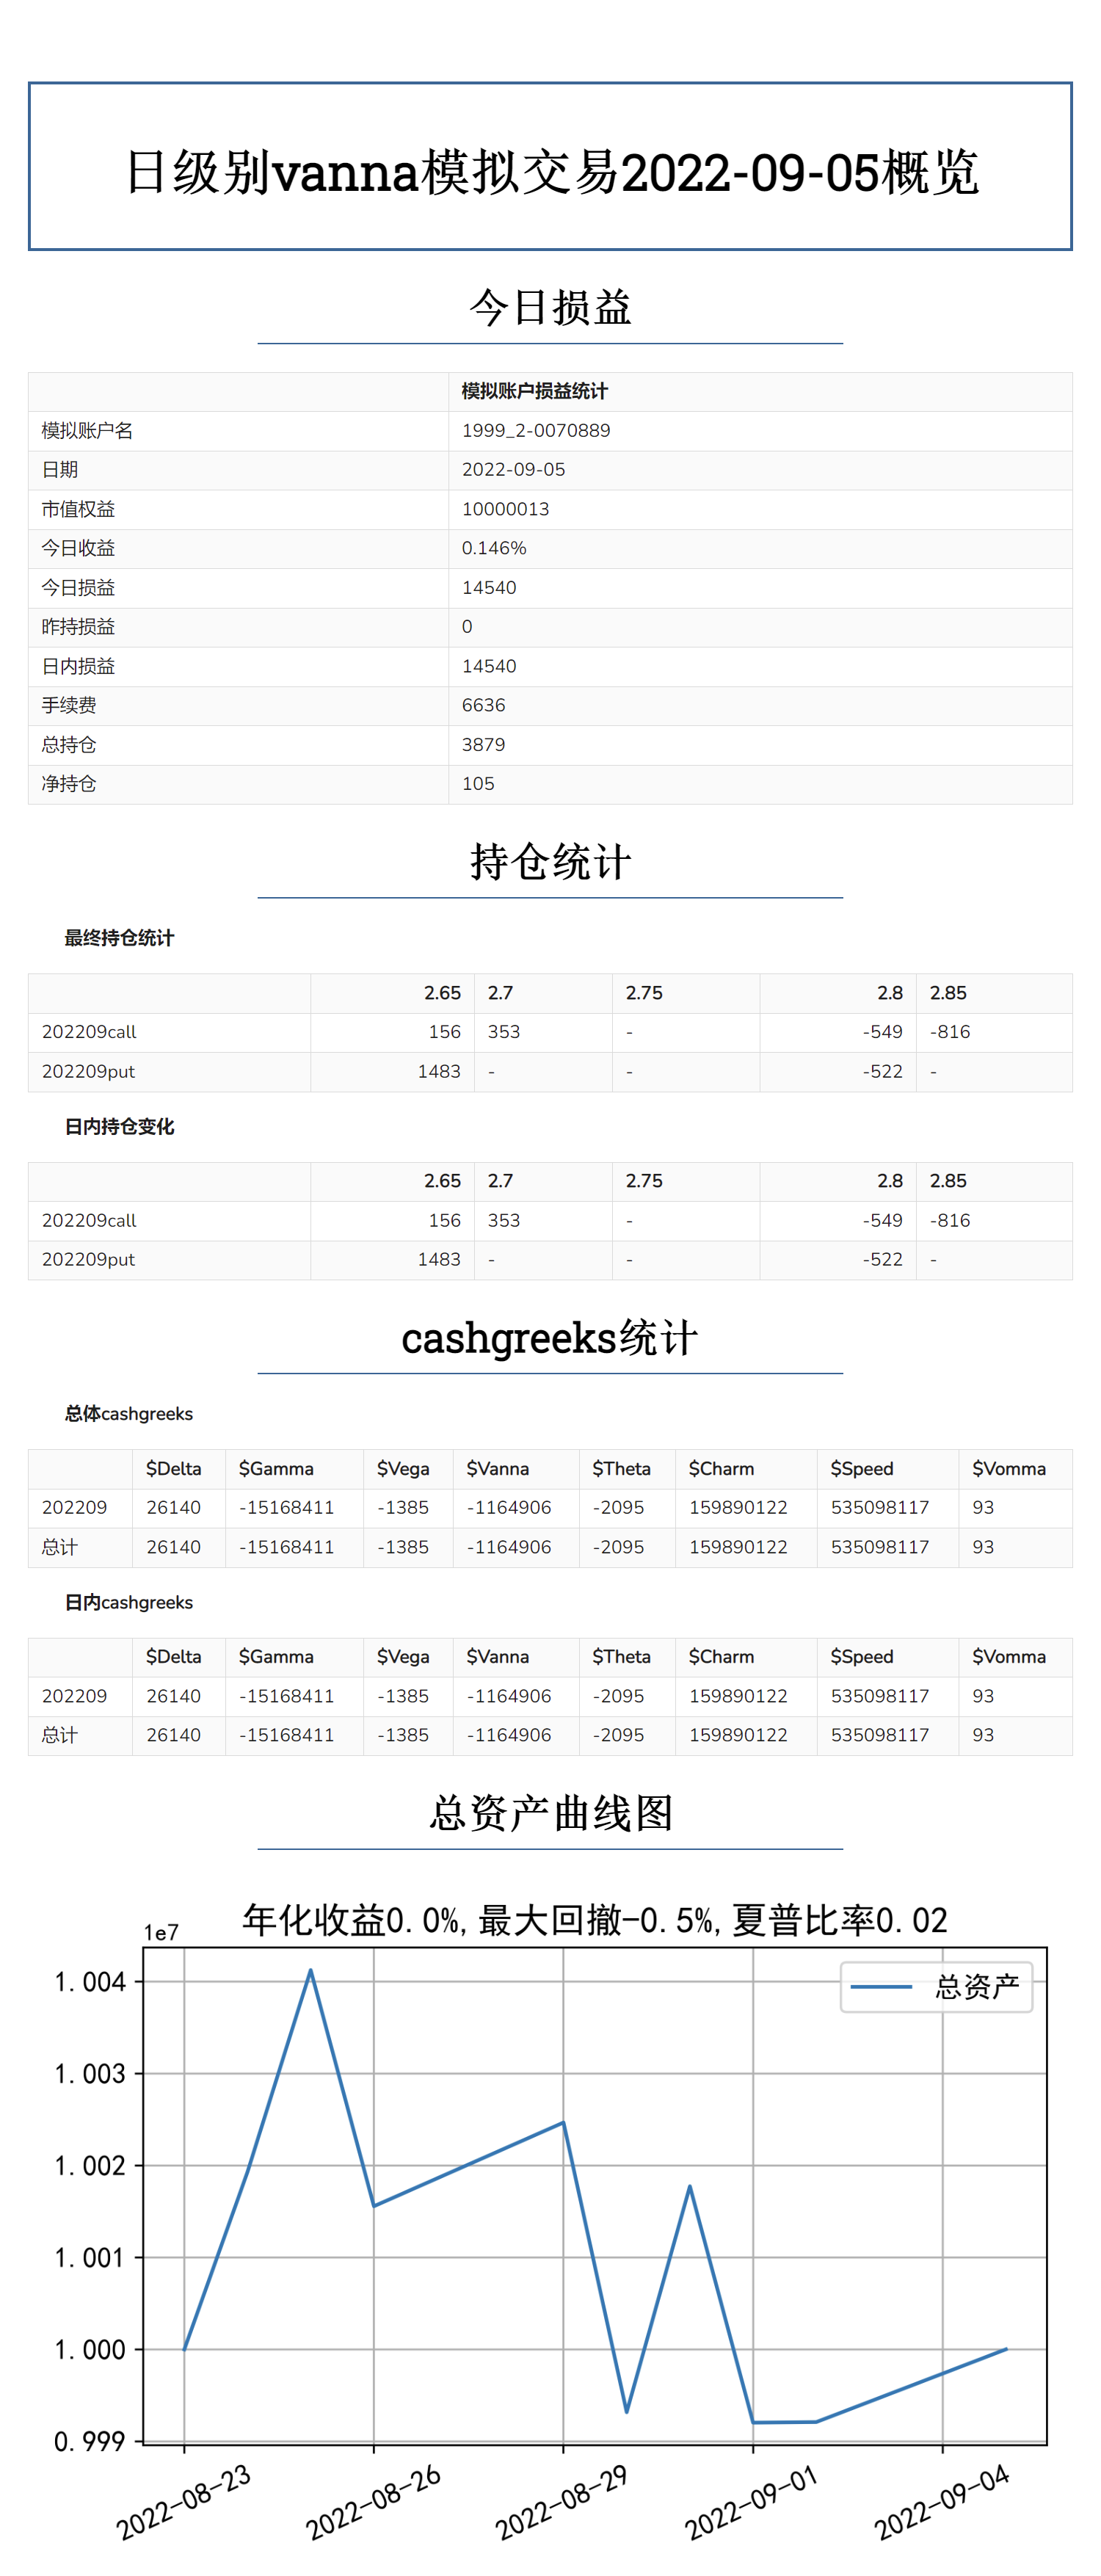 日级别vanna模拟交易2022-09-05概览
今日损益
模拟账户损益统计
模拟账户名 1999_2-0070889
日期 2022-09-05
市值权益 10000013
今日收益 0.146%
今日损益 14540
昨持损益 0
日内损益 14540
手续费 6636
总持仓 3879
净持仓 105
持仓统计
最终持仓统计
2.65 2.7 2.75 2.8 2.85
202209call 156 353 - -549 -816
202209put 1483 - - -522 -
日内持仓变化
2.65 2.7 2.75 2.8 2.85
202209call 156 353 - -549 -816
202209put 1483 - - -522 -
cashgreeks统计
总体cashgreeks
$Delta $Gamma $Vega $Vanna $Theta $Charm $Speed $Vomma
202209 26140 -15168411 -1385 -1164906 -2095 159890122 535098117 93
总计 26140 -15168411 -1385 -1164906 -2095 159890122 535098117 93
日内cashgreeks
$Delta $Gamma $Vega $Vanna $Theta $Charm $Speed $Vomma
202209 26140 -15168411 -1385 -1164906 -2095 159890122 535098117 93
总计 26140 -15168411 -1385 -1164906 -2095 159890122 535098117 93
总资产曲线图
年化收益0.0%,最大回撤-0.5%,夏普比率0.02
1e7
总资产
1.004
1.003
1.002
1.001
1.000
0.999
2022-08-23 2022-08-26 2022-08-29 2022-09-01 2022-09-04